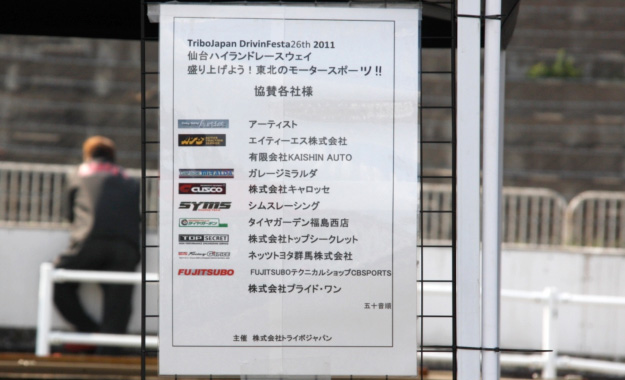 TriboJapan DrivinFesta26th 2011
仙台ハイランドレースウェイ
盛り上げよう！東北のモータースポーツ!!
協賛各社様
アーティスト
エイティーエス株式会社
有限会社KAISHIN AUTO
ガレージミラルダ
CUSCO 株式会社キャロッセ
SYMS シムスレーシング
タイヤガーデン タイヤガーデン福島西店
TOP SECRET 株式会社トップシークレット
ネッツトヨタ群馬株式会社
FUJITSUBO FUJITSUBOテクニカルショップCBSPORTS
株式会社プライド・ワン
五十音順
主催 株式会社トライボジャパン